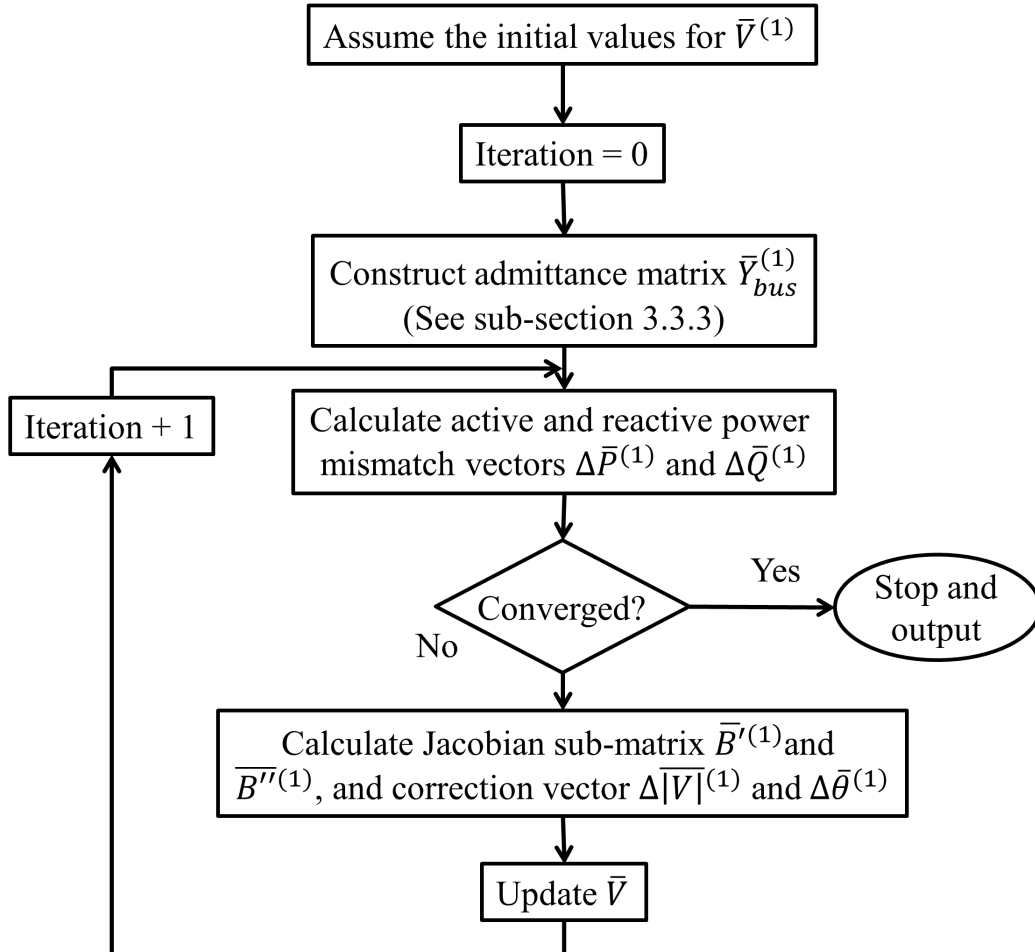 Assume the initial values for V̄⁽¹⁾
Iteration = 0
Construct admittance matrix Ȳ_bus⁽¹⁾
(See sub-section 3.3.3)
Iteration + 1
Calculate active and reactive power
mismatch vectors ΔP̄⁽¹⁾ and ΔQ̄⁽¹⁾
Converged?
Yes
Stop and
output
No
Calculate Jacobian sub-matrix B̅′⁽¹⁾and
B̅″⁽¹⁾, and correction vector Δ|V̅|⁽¹⁾ and Δθ̄⁽¹⁾
Update V̄